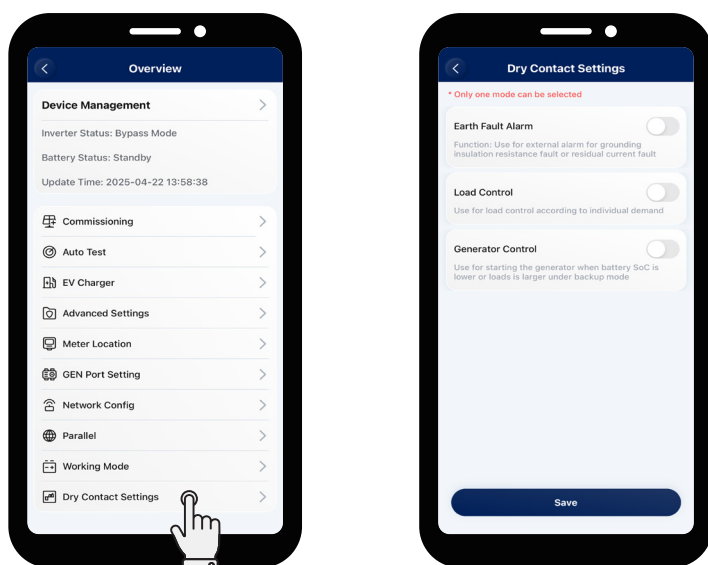 Overview
Device Management
Inverter Status: Bypass Mode
Battery Status: Standby
Update Time: 2025-04-22 13:58:38
Commissioning
Auto Test
EV Charger
Advanced Settings
Meter Location
GEN Port Setting
Network Config
Parallel
Working Mode
Dry Contact Settings
Dry Contact Settings
* Only one mode can be selected
Earth Fault Alarm
Function: Use for external alarm for grounding
insulation resistance fault or residual current fault
Load Control
Use for load control according to individual demand
Generator Control
Use for starting the generator when battery SoC is
lower or loads is larger under backup mode
Save